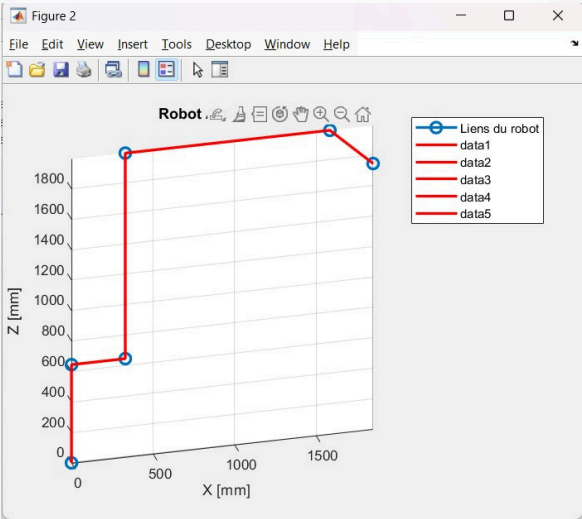 Figure 2
File Edit View Insert Tools Desktop Window Help
Robot
Liens du robot
data1
data2
data3
data4
data5
1800
1600
1400
1200
1000
800
600
400
200
0
Z [mm]
0
500
1000
1500
X [mm]